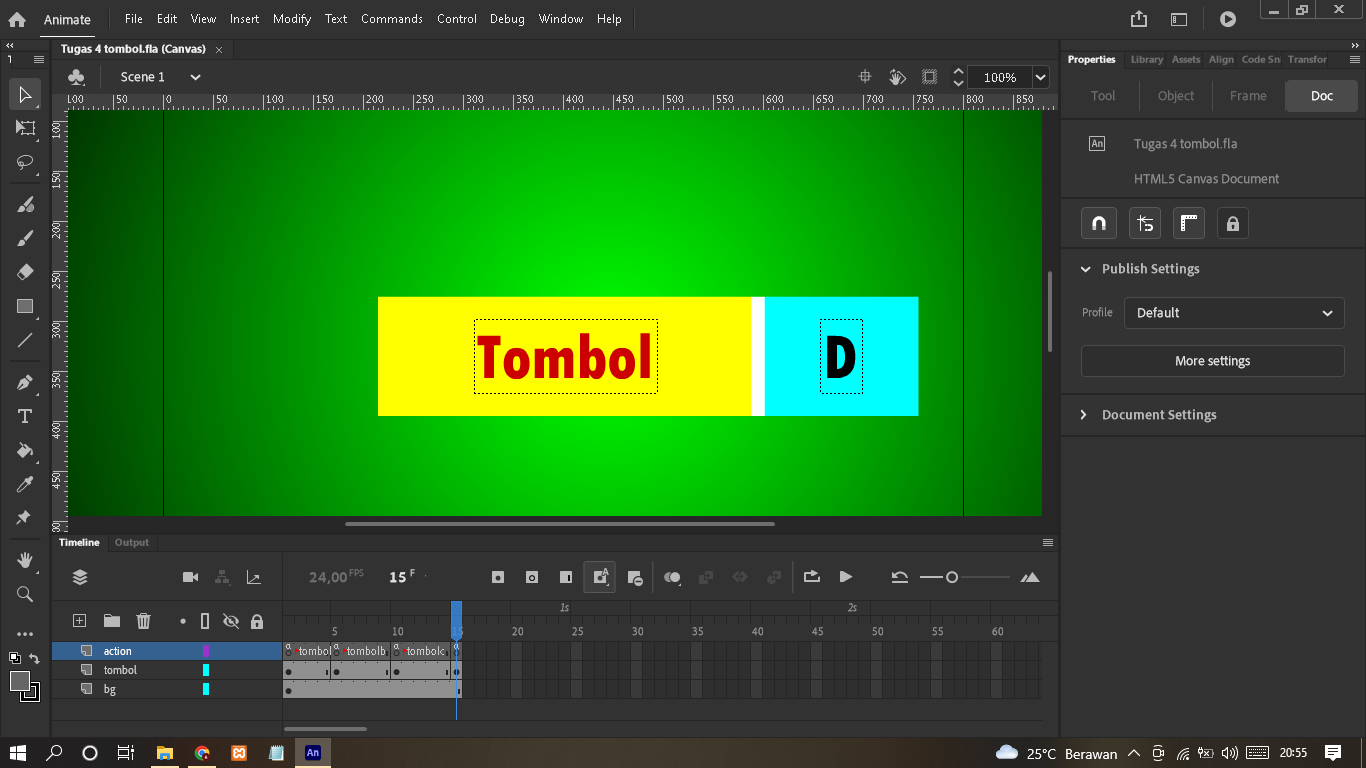 Animate File Edit View Insert Modify Text Commands Control Debug Window Help
Tugas 4 tombol.fla (Canvas)
1
Scene 1
100%
100 50 0 50 100 150 200 250 300 350 400 450 500 550 600 650 700 750 800 850
100
150
200
250
300
350
400
450
Tombol
D
Properties Library Assets Align Code Sni Transfor
Tool Object Frame Doc
An Tugas 4 tombol.fla
HTML5 Canvas Document
Publish Settings
Profile Default
More settings
Document Settings
Timeline Output
24,00 FPS 15 F
1s 2s
5 10 15 20 25 30 35 40 45 50 55 60
action tombol tombolb tombolc
tombol
bg
An 25°C Berawan 20:55